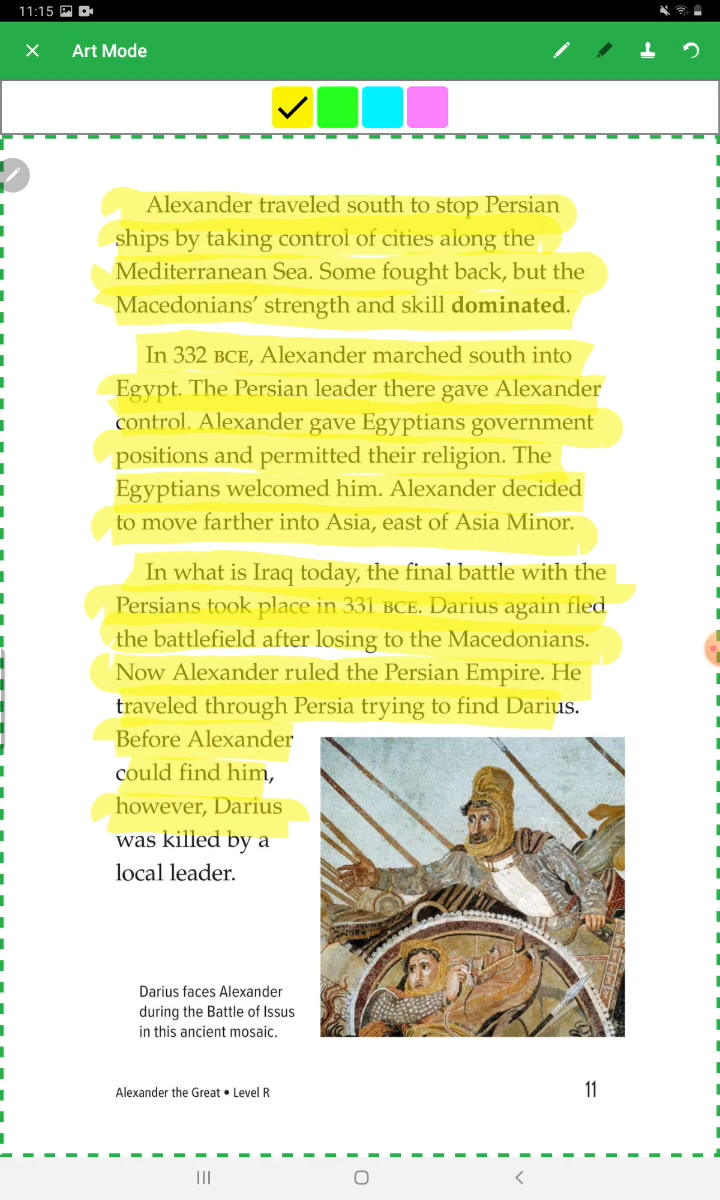 11:15
Art Mode
Alexander traveled south to stop Persian
ships by taking control of cities along the
Mediterranean Sea. Some fought back, but the
Macedonians’ strength and skill dominated.
In 332 BCE, Alexander marched south into
Egypt. The Persian leader there gave Alexander
control. Alexander gave Egyptians government
positions and permitted their religion. The
Egyptians welcomed him. Alexander decided
to move farther into Asia, east of Asia Minor.
In what is Iraq today, the final battle with the
Persians took place in 331 BCE. Darius again fled
the battlefield after losing to the Macedonians.
Now Alexander ruled the Persian Empire. He
traveled through Persia trying to find Darius.
Before Alexander
could find him,
however, Darius
was killed by a
local leader.
Darius faces Alexander
during the Battle of Issus
in this ancient mosaic.
Alexander the Great • Level R
11